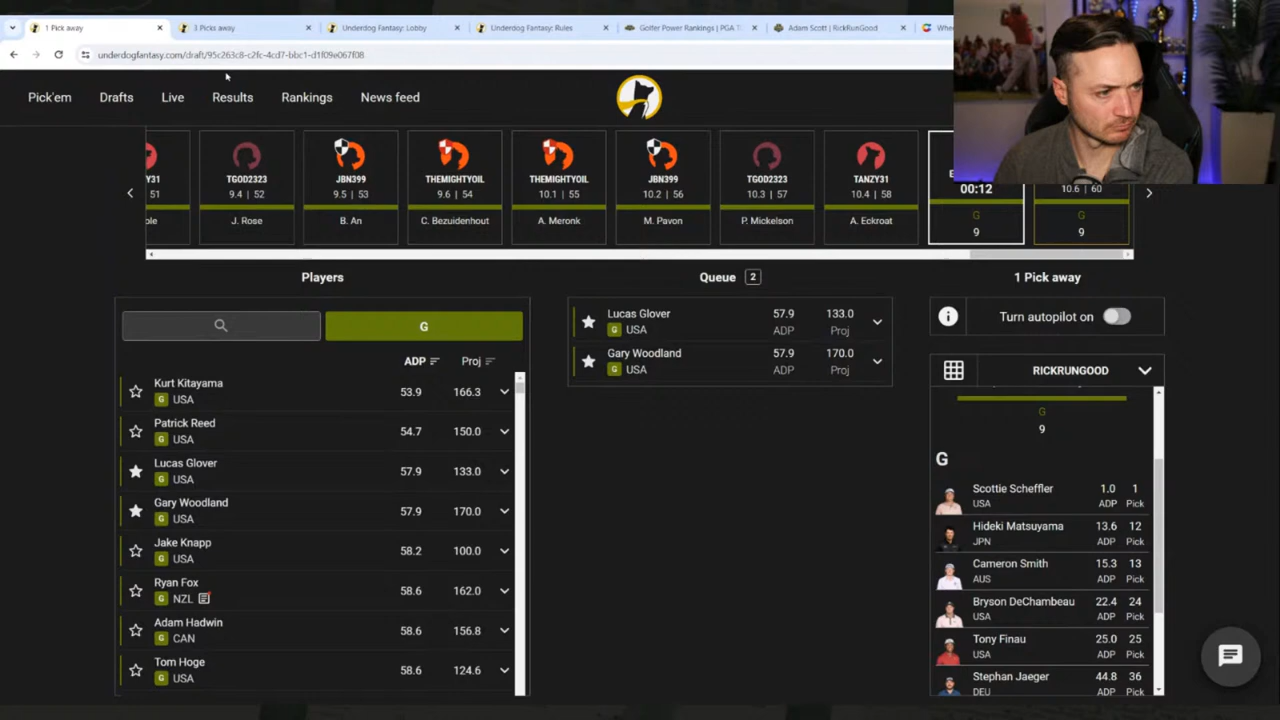 1 Pick away
3 Picks away
Underdog Fantasy: Lobby
Underdog Fantasy: Rules
Golfer Power Rankings | PGA T
Adam Scott | RickRunGood
Whe
underdogfantasy.com/draft/95c263c8-c2fc-4cd7-bbc1-d1f09e067f08
Pick'em
Drafts
Live
Results
Rankings
News feed
ZY31
51
ole
TGOD2323
9.4 | 52
J. Rose
JBN399
9.5 | 53
B. An
THEMIGHTYOIL
9.6 | 54
C. Bezuidenhout
THEMIGHTYOIL
10.1 | 55
A. Meronk
JBN399
10.2 | 56
M. Pavon
TGOD2323
10.3 | 57
P. Mickelson
TANZY31
10.4 | 58
A. Eckroat
00:12
G
9
10.6 | 60
G
9
Players
Queue 2
1 Pick away
G
ADP Proj
Kurt Kitayama
G USA
53.9 166.3
Patrick Reed
G USA
54.7 150.0
Lucas Glover
G USA
57.9 133.0
Gary Woodland
G USA
57.9 170.0
Jake Knapp
G USA
58.2 100.0
Ryan Fox
G NZL
58.6 162.0
Adam Hadwin
G CAN
58.6 156.8
Tom Hoge
G USA
58.6 124.6
Lucas Glover
G USA
57.9 133.0
ADP Proj
Gary Woodland
G USA
57.9 170.0
ADP Proj
Turn autopilot on
RICKRUNGOOD
G
9
G
Scottie Scheffler
USA
1.0 1
ADP Pick
Hideki Matsuyama
JPN
13.6 12
ADP Pick
Cameron Smith
AUS
15.3 13
ADP Pick
Bryson DeChambeau
USA
22.4 24
ADP Pick
Tony Finau
USA
25.0 25
ADP Pick
Stephan Jaeger
DEU
44.8 36
ADP Pick